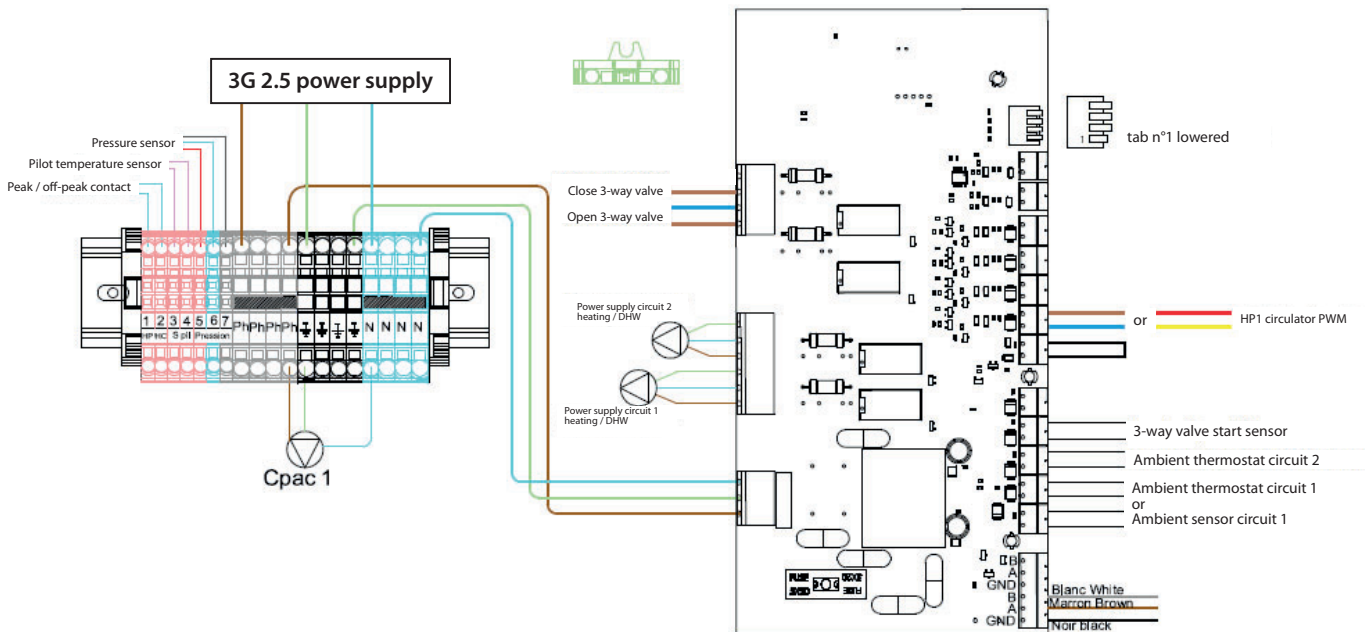 3G 2.5 power supply
Pressure sensor
Pilot temperature sensor
Peak / off-peak contact
1 2 3 4 5 6 7 Ph Ph Ph Ph N N N N
HP HC S pil Pression
Cpac 1
Close 3-way valve
Open 3-way valve
Power supply circuit 2
heating / DHW
Power supply circuit 1
heating / DHW
1
tab n°1 lowered
or
HP1 circulator PWM
3-way valve start sensor
Ambient thermostat circuit 2
Ambient thermostat circuit 1
or
Ambient sensor circuit 1
B
A
GND
B
A
GND
Blanc White
Marron Brown
Noir black
FUSE